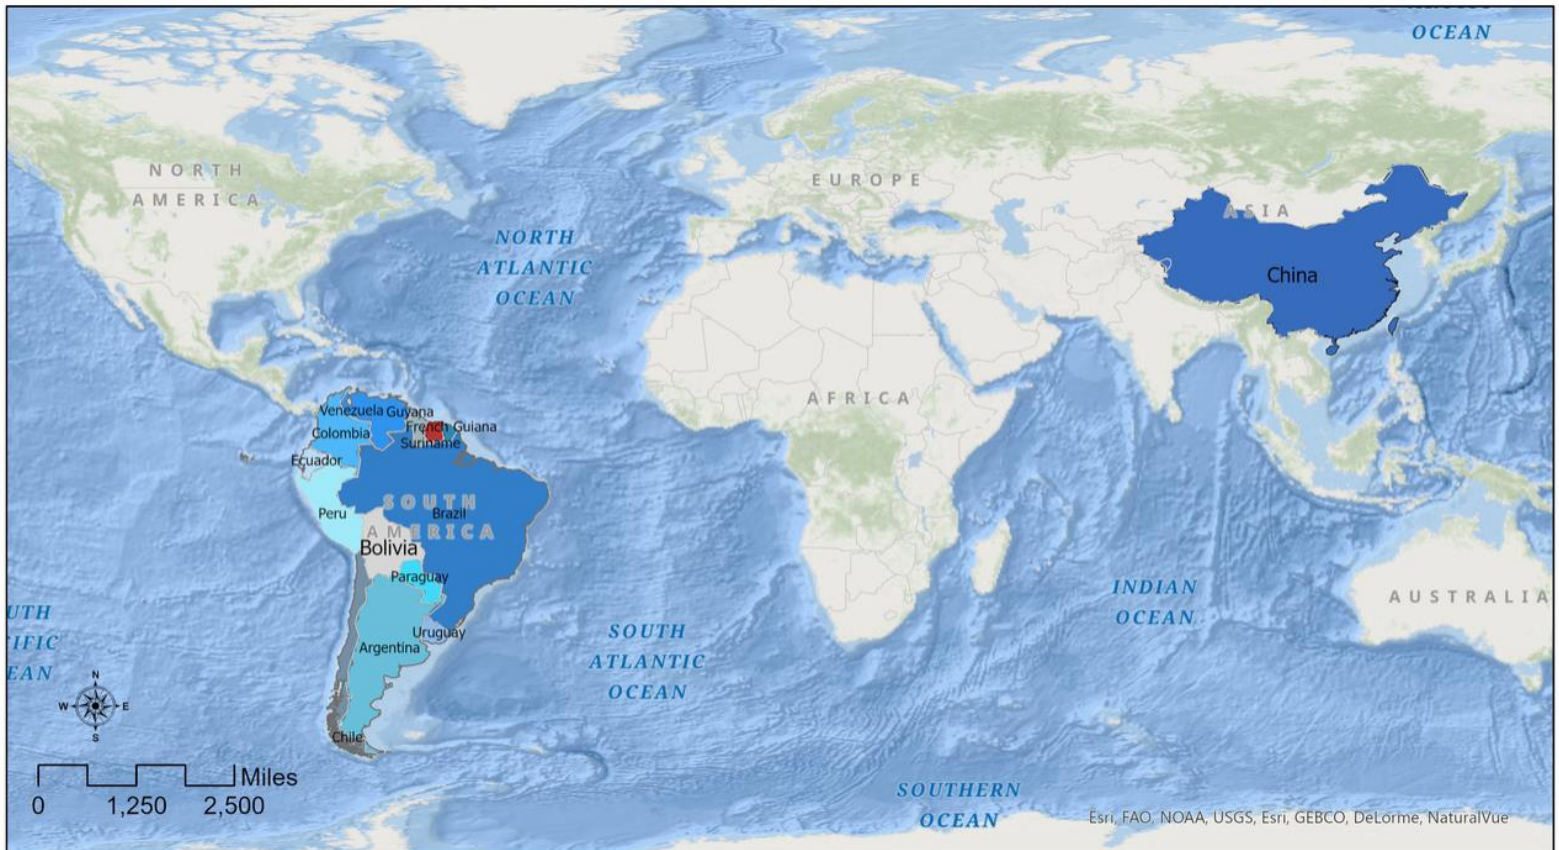 OCEAN
NORTH
AMERICA
EUROPE
ASIA
NORTH
ATLANTIC
OCEAN
China
AFRICA
Venezuela
Guyana
French Guiana
Colombia
Suriname
Ecuador
SOUTH
AMERICA
Peru
Brazil
Bolivia
Paraguay
INDIAN
OCEAN
AUSTRALIA
UTH
IFIC
EAN
Uruguay
SOUTH
ATLANTIC
OCEAN
Argentina
N
W
E
S
Chile
Miles
0
1,250
2,500
SOUTHERN
OCEAN
Esri, FAO, NOAA, USGS, Esri, GEBCO, DeLorme, NaturalVue